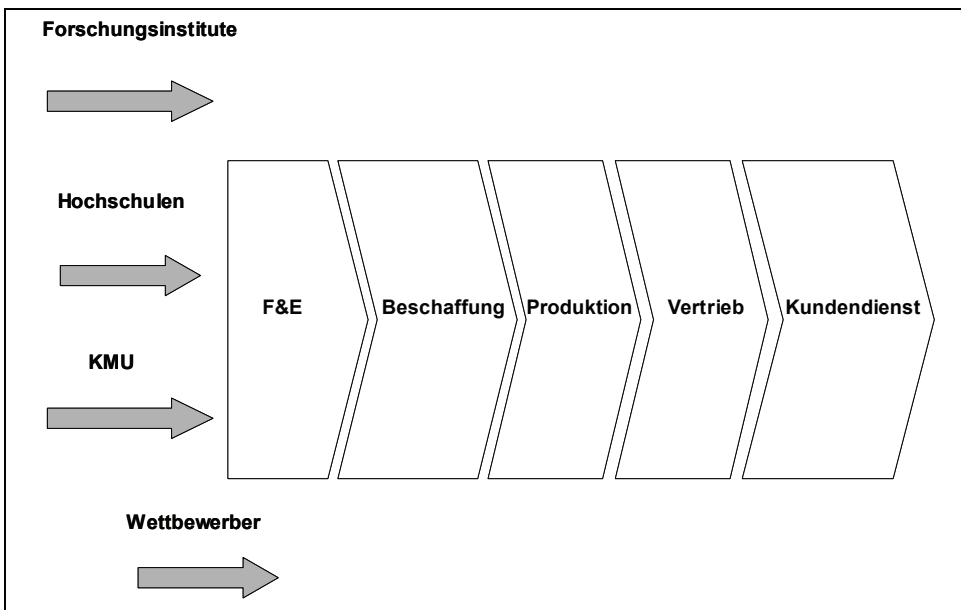 Forschungsinstitute
Hochschulen
F&E
Beschaffung
Produktion
Vertrieb
Kundendienst
KMU
Wettbewerber